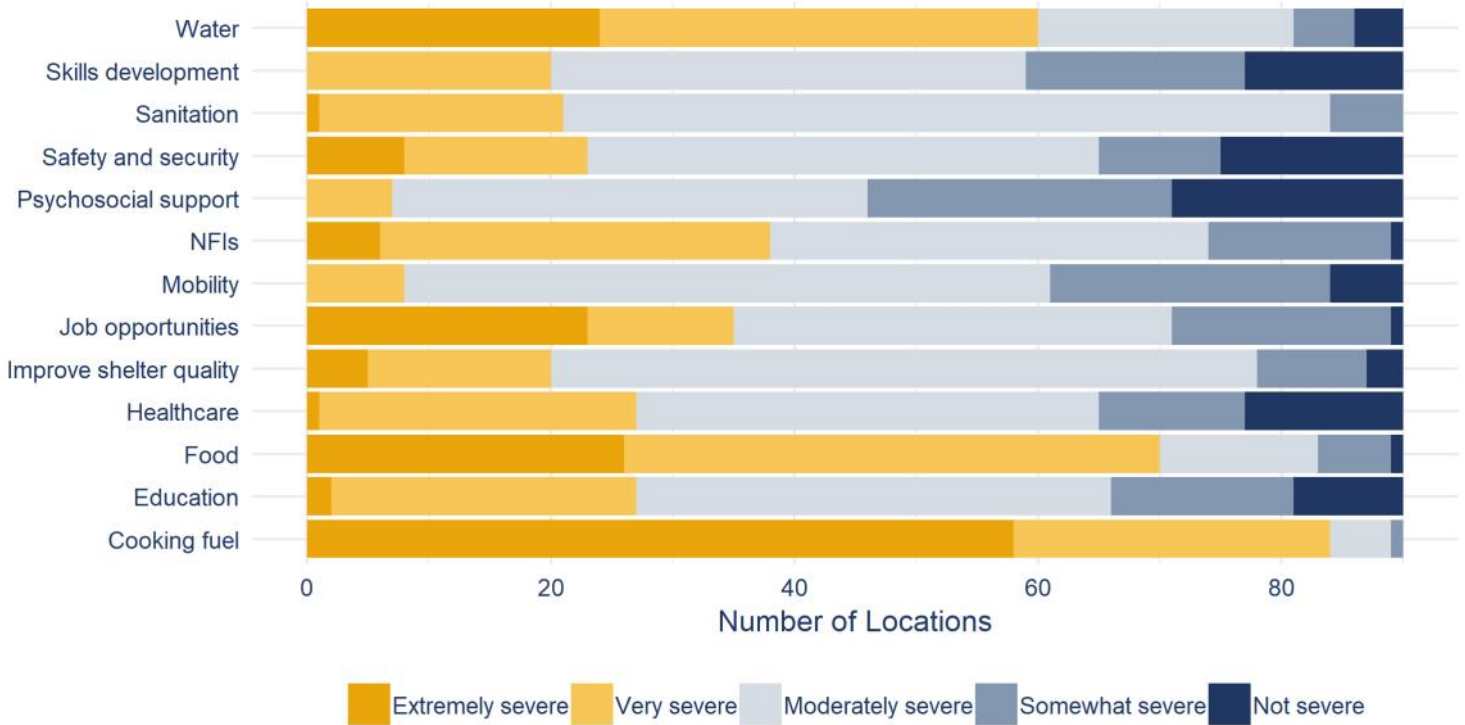 Water
Skills development
Sanitation
Safety and security
Psychosocial support
NFIs
Mobility
Job opportunities
Improve shelter quality
Healthcare
Food
Education
Cooking fuel
0 20 40 60 80
Number of Locations
Extremely severe Very severe Moderately severe Somewhat severe Not severe